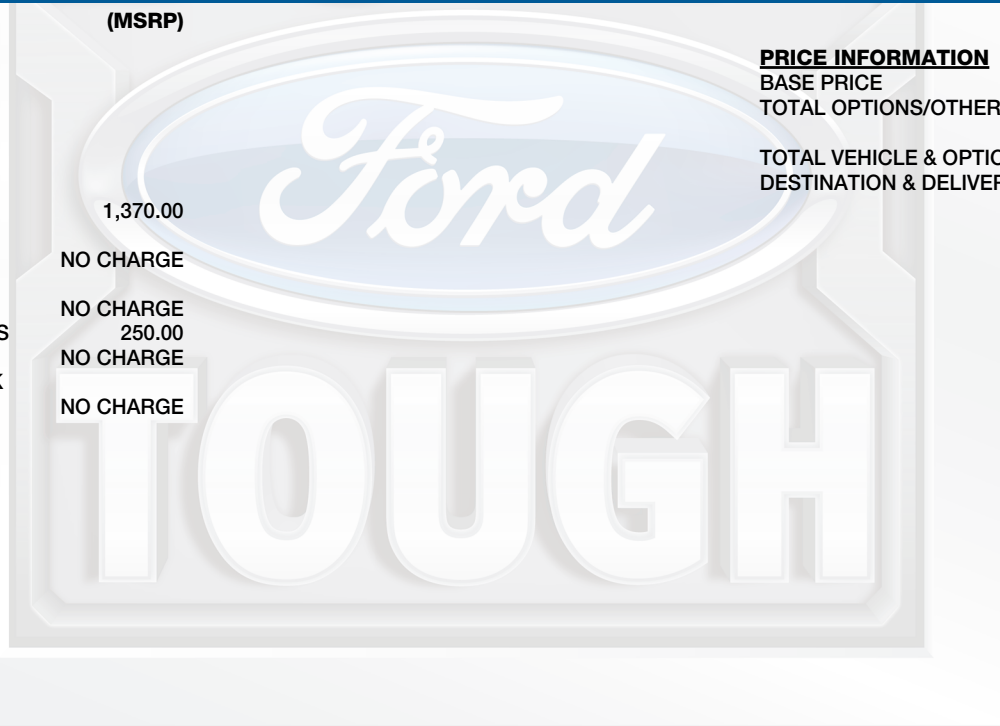 (MSRP)
1,370.00
NO CHARGE
NO CHARGE
S 250.00
NO CHARGE
K
NO CHARGE
PRICE INFORMATION
BASE PRICE
TOTAL OPTIONS/OTHER
TOTAL VEHICLE & OPTIO
DESTINATION & DELIVER
Ford
TOUGH